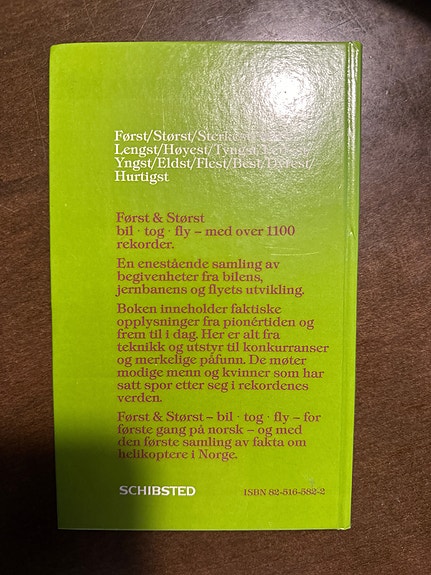 Først/Størst/Sterkest/
Lengst/Høyest/Tyngst/
Yngst/Eldst/Flest/Best/Dyrest/
Hurtigst
Først & Størst
bil · tog · fly – med over 1100
rekorder.
En enestående samling av
begivenheter fra bilens,
jernbanens og flyets utvikling.
Boken inneholder faktiske
opplysninger fra pionértiden og
frem til i dag. Her er alt fra
teknikk og utstyr til konkurranser
og merkelige påfunn. De møter
modige menn og kvinner som har
satt spor etter seg i rekordenes
verden.
Først & Størst – bil · tog · fly – for
første gang på norsk – og med
den første samling av fakta om
helikoptere i Norge.
SCHIBSTED
ISBN 82-516-582-2